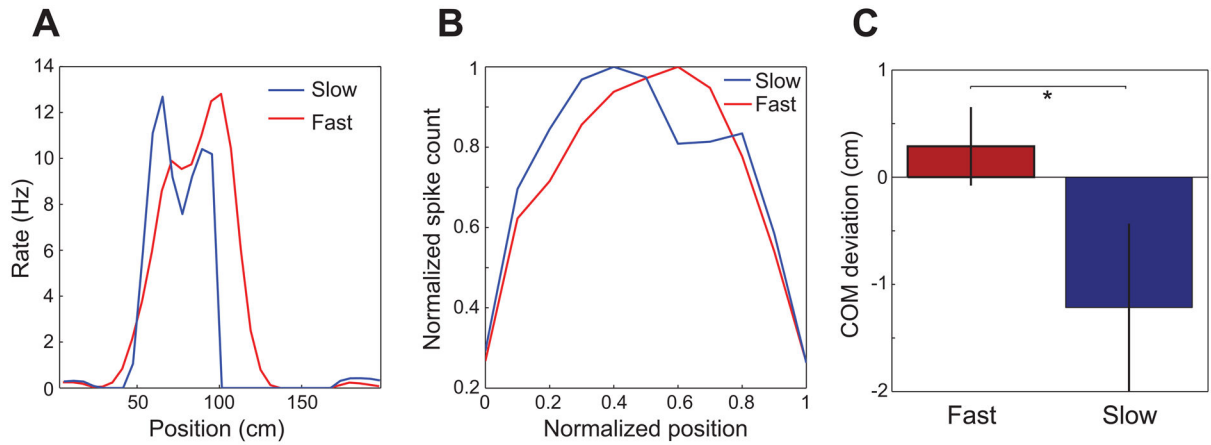 A
Rate (Hz)
14
12
10
8
6
4
2
0
50
100
150
Position (cm)
Slow
Fast
B
Normalized spike count
1
0.8
1
0.6
0.4
0.2
0
0.2
0.4
0.6
0.8
1
Normalized position
Slow
Fast
C
COM deviation (cm)
1
0
-1
-2
*
Fast
Slow